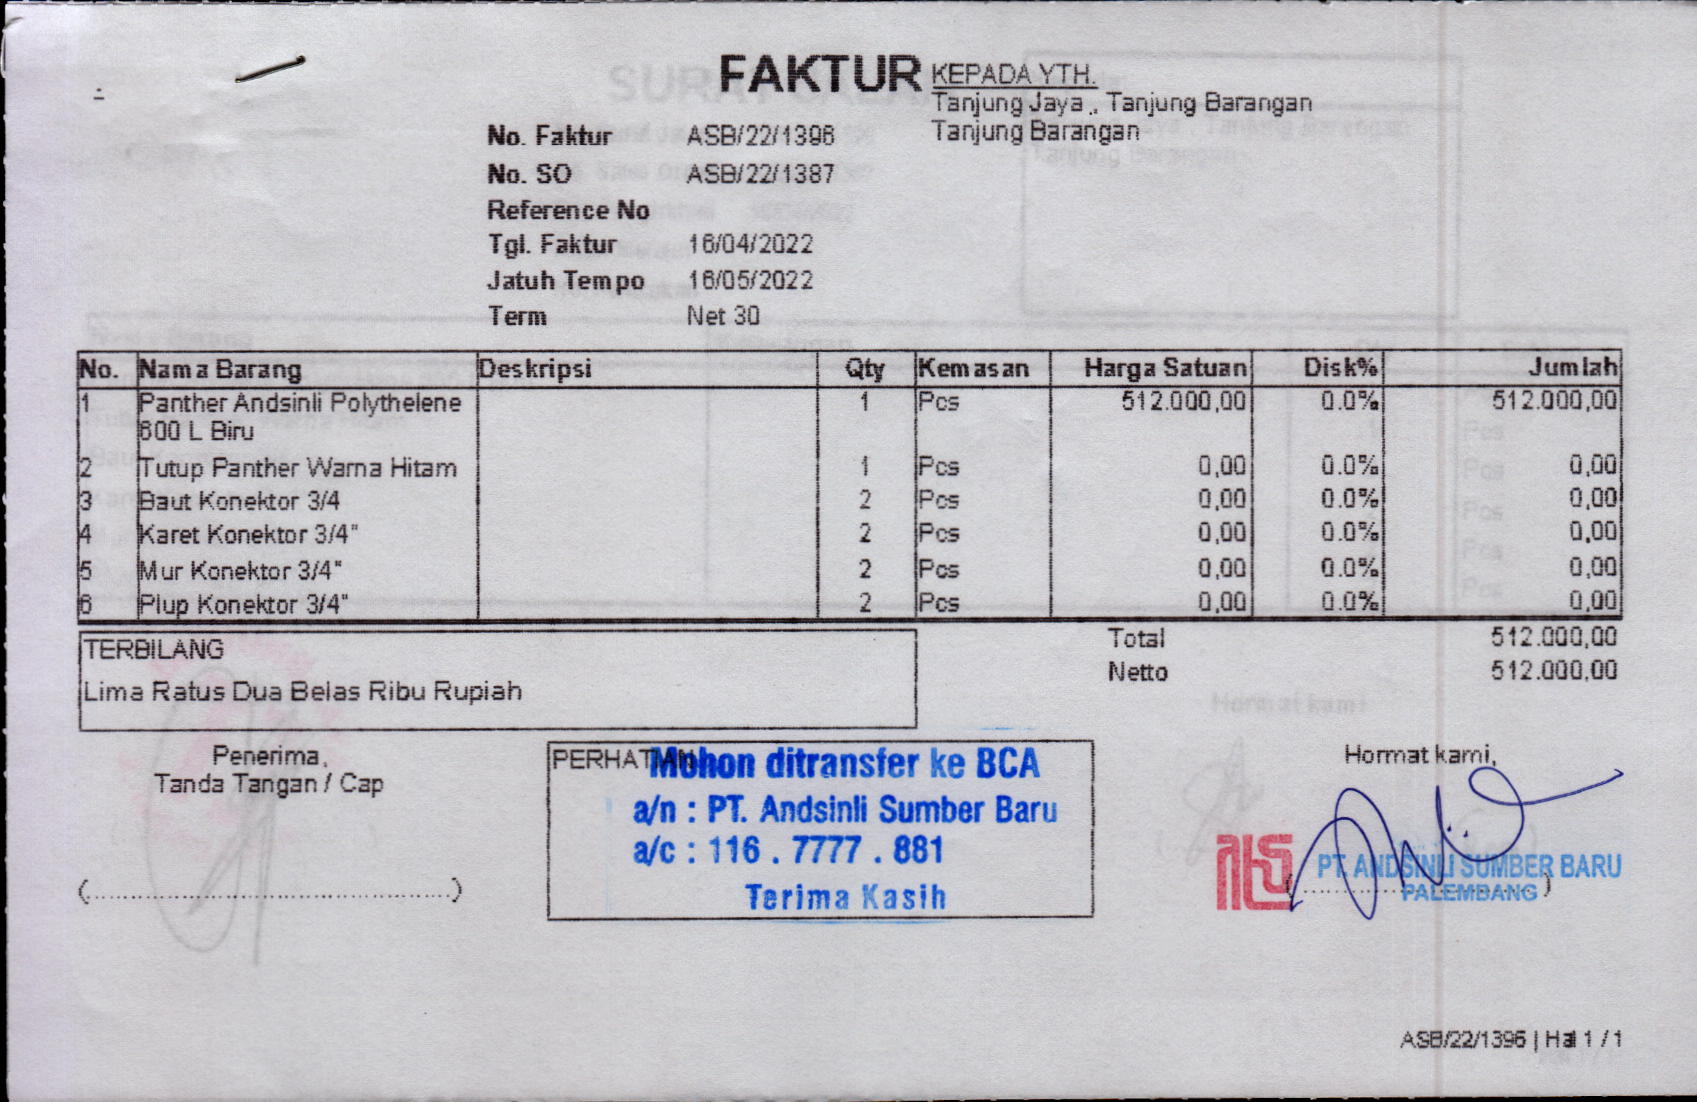 FAKTUR
KEPADA YTH.
Tanjung Jaya ., Tanjung Barangan
Tanjung Barangan
No. Faktur ASB/22/1396
No. SO ASB/22/1387
Reference No
Tgl. Faktur 16/04/2022
Jatuh Tempo 16/05/2022
Term Net 30
No. Nama Barang Deskripsi Qty Kemasan Harga Satuan Disk% Jumlah
1 Panther Andsinli Polythelene 1 Pcs 512.000,00 0.0% 512.000,00
600 L Biru
2 Tutup Panther Warna Hitam 1 Pcs 0,00 0.0% 0,00
3 Baut Konektor 3/4 2 Pcs 0,00 0.0% 0,00
4 Karet Konektor 3/4" 2 Pcs 0,00 0.0% 0,00
5 Mur Konektor 3/4" 2 Pcs 0,00 0.0% 0,00
6 Plup Konektor 3/4" 2 Pcs 0,00 0.0% 0,00
TERBILANG
Lima Ratus Dua Belas Ribu Rupiah
Total 512.000,00
Netto 512.000,00
Penerima,
Tanda Tangan / Cap
(..............................................)
PERHATIAN
Mohon ditransfer ke BCA
a/n : PT. Andsinli Sumber Baru
a/c : 116 . 7777 . 881
Terima Kasih
Hormat kami,
PT. ANDSINLI SUMBER BARU
PALEMBANG
ASB/22/1396 | Hal 1 / 1